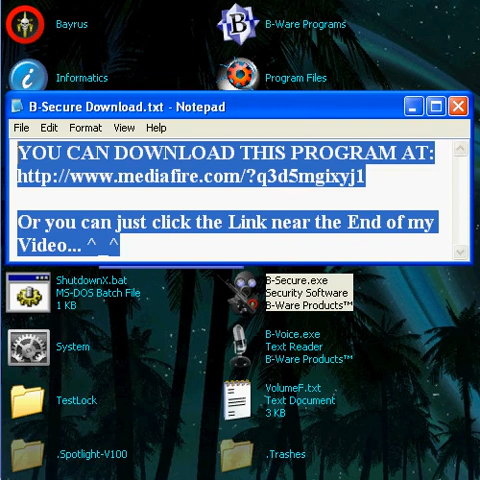 Bayrus
B-Ware Programs
Informatics
Program Files
B-Secure Download.txt - Notepad
File Edit Format View Help
YOU CAN DOWNLOAD THIS PROGRAM AT:
http://www.mediafire.com/?q3d5mgixyj1
Or you can just click the Link near the End of my
Video... ^_^
ShutdownX.bat
MS-DOS Batch File
1 KB
B-Secure.exe
Security Software
B-Ware Products™
System
B-Voice.exe
Text Reader
B-Ware Products™
TestLock
VolumeF.txt
Text Document
3 KB
.Spotlight-V100
.Trashes